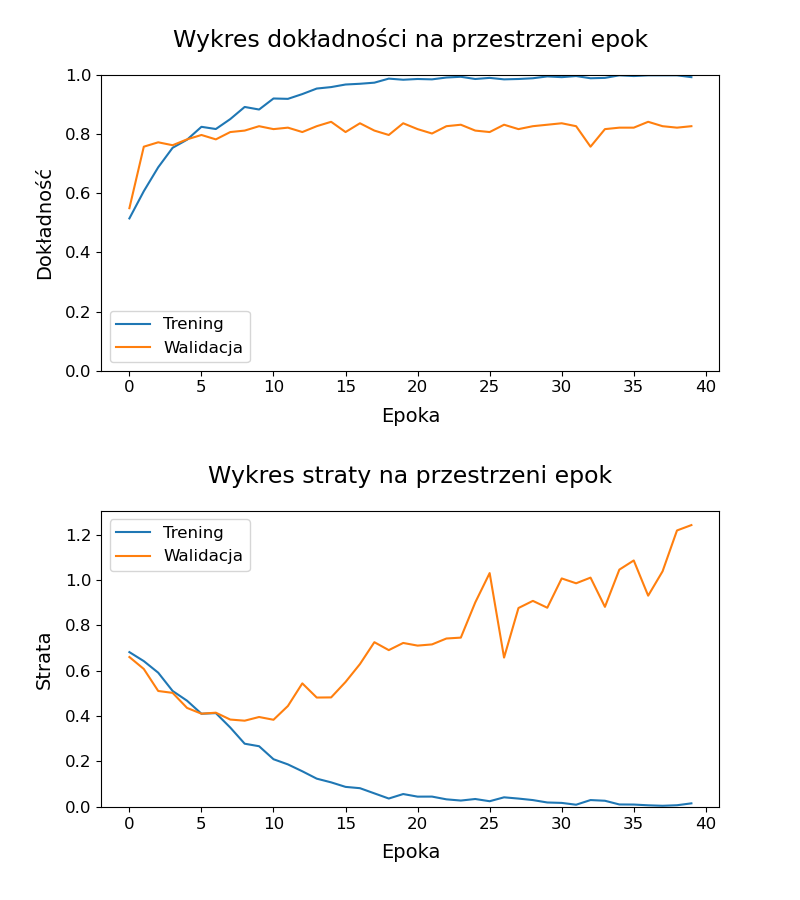 Wykres dokładności na przestrzeni epok
1.0
0.8
0.6
0.4
0.2
0.0
Dokładność
Trening
Walidacja
0 5 10 15 20 25 30 35 40
Epoka
Wykres straty na przestrzeni epok
1.2
1.0
0.8
0.6
0.4
0.2
0.0
Strata
Trening
Walidacja
0 5 10 15 20 25 30 35 40
Epoka